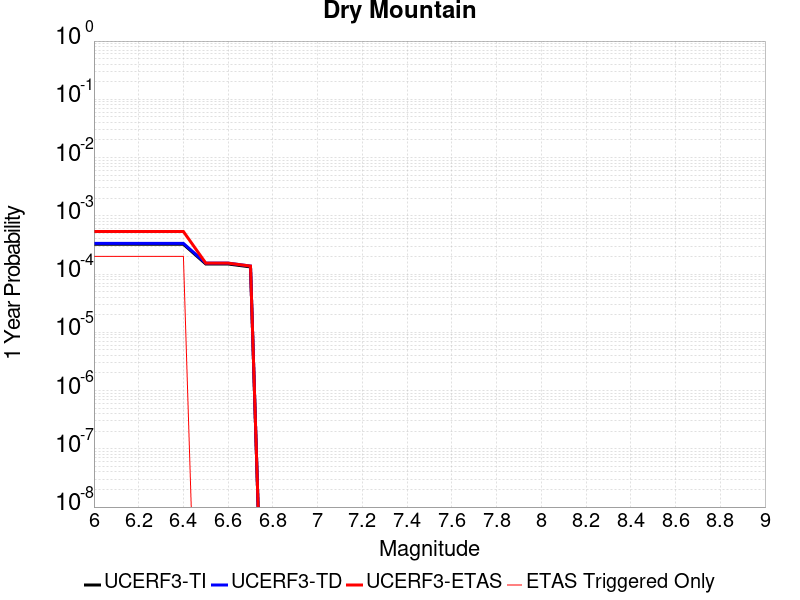 Dry Mountain
10^0
10^-1
10^-2
10^-3
10^-4
10^-5
10^-6
10^-7
10^-8
1 Year Probability
6 6.2 6.4 6.6 6.8 7 7.2 7.4 7.6 7.8 8 8.2 8.4 8.6 8.8 9
Magnitude
UCERF3-TI UCERF3-TD UCERF3-ETAS ETAS Triggered Only